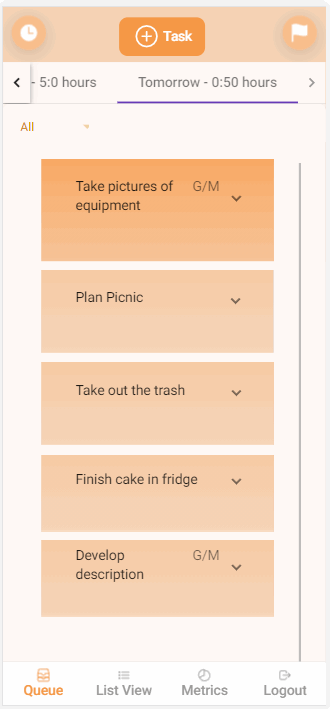 Task
- 5:0 hours
Tomorrow - 0:50 hours
All
Take pictures of G/M
equipment
Plan Picnic
Take out the trash
Finish cake in fridge
Develop G/M
description
Queue List View Metrics Logout